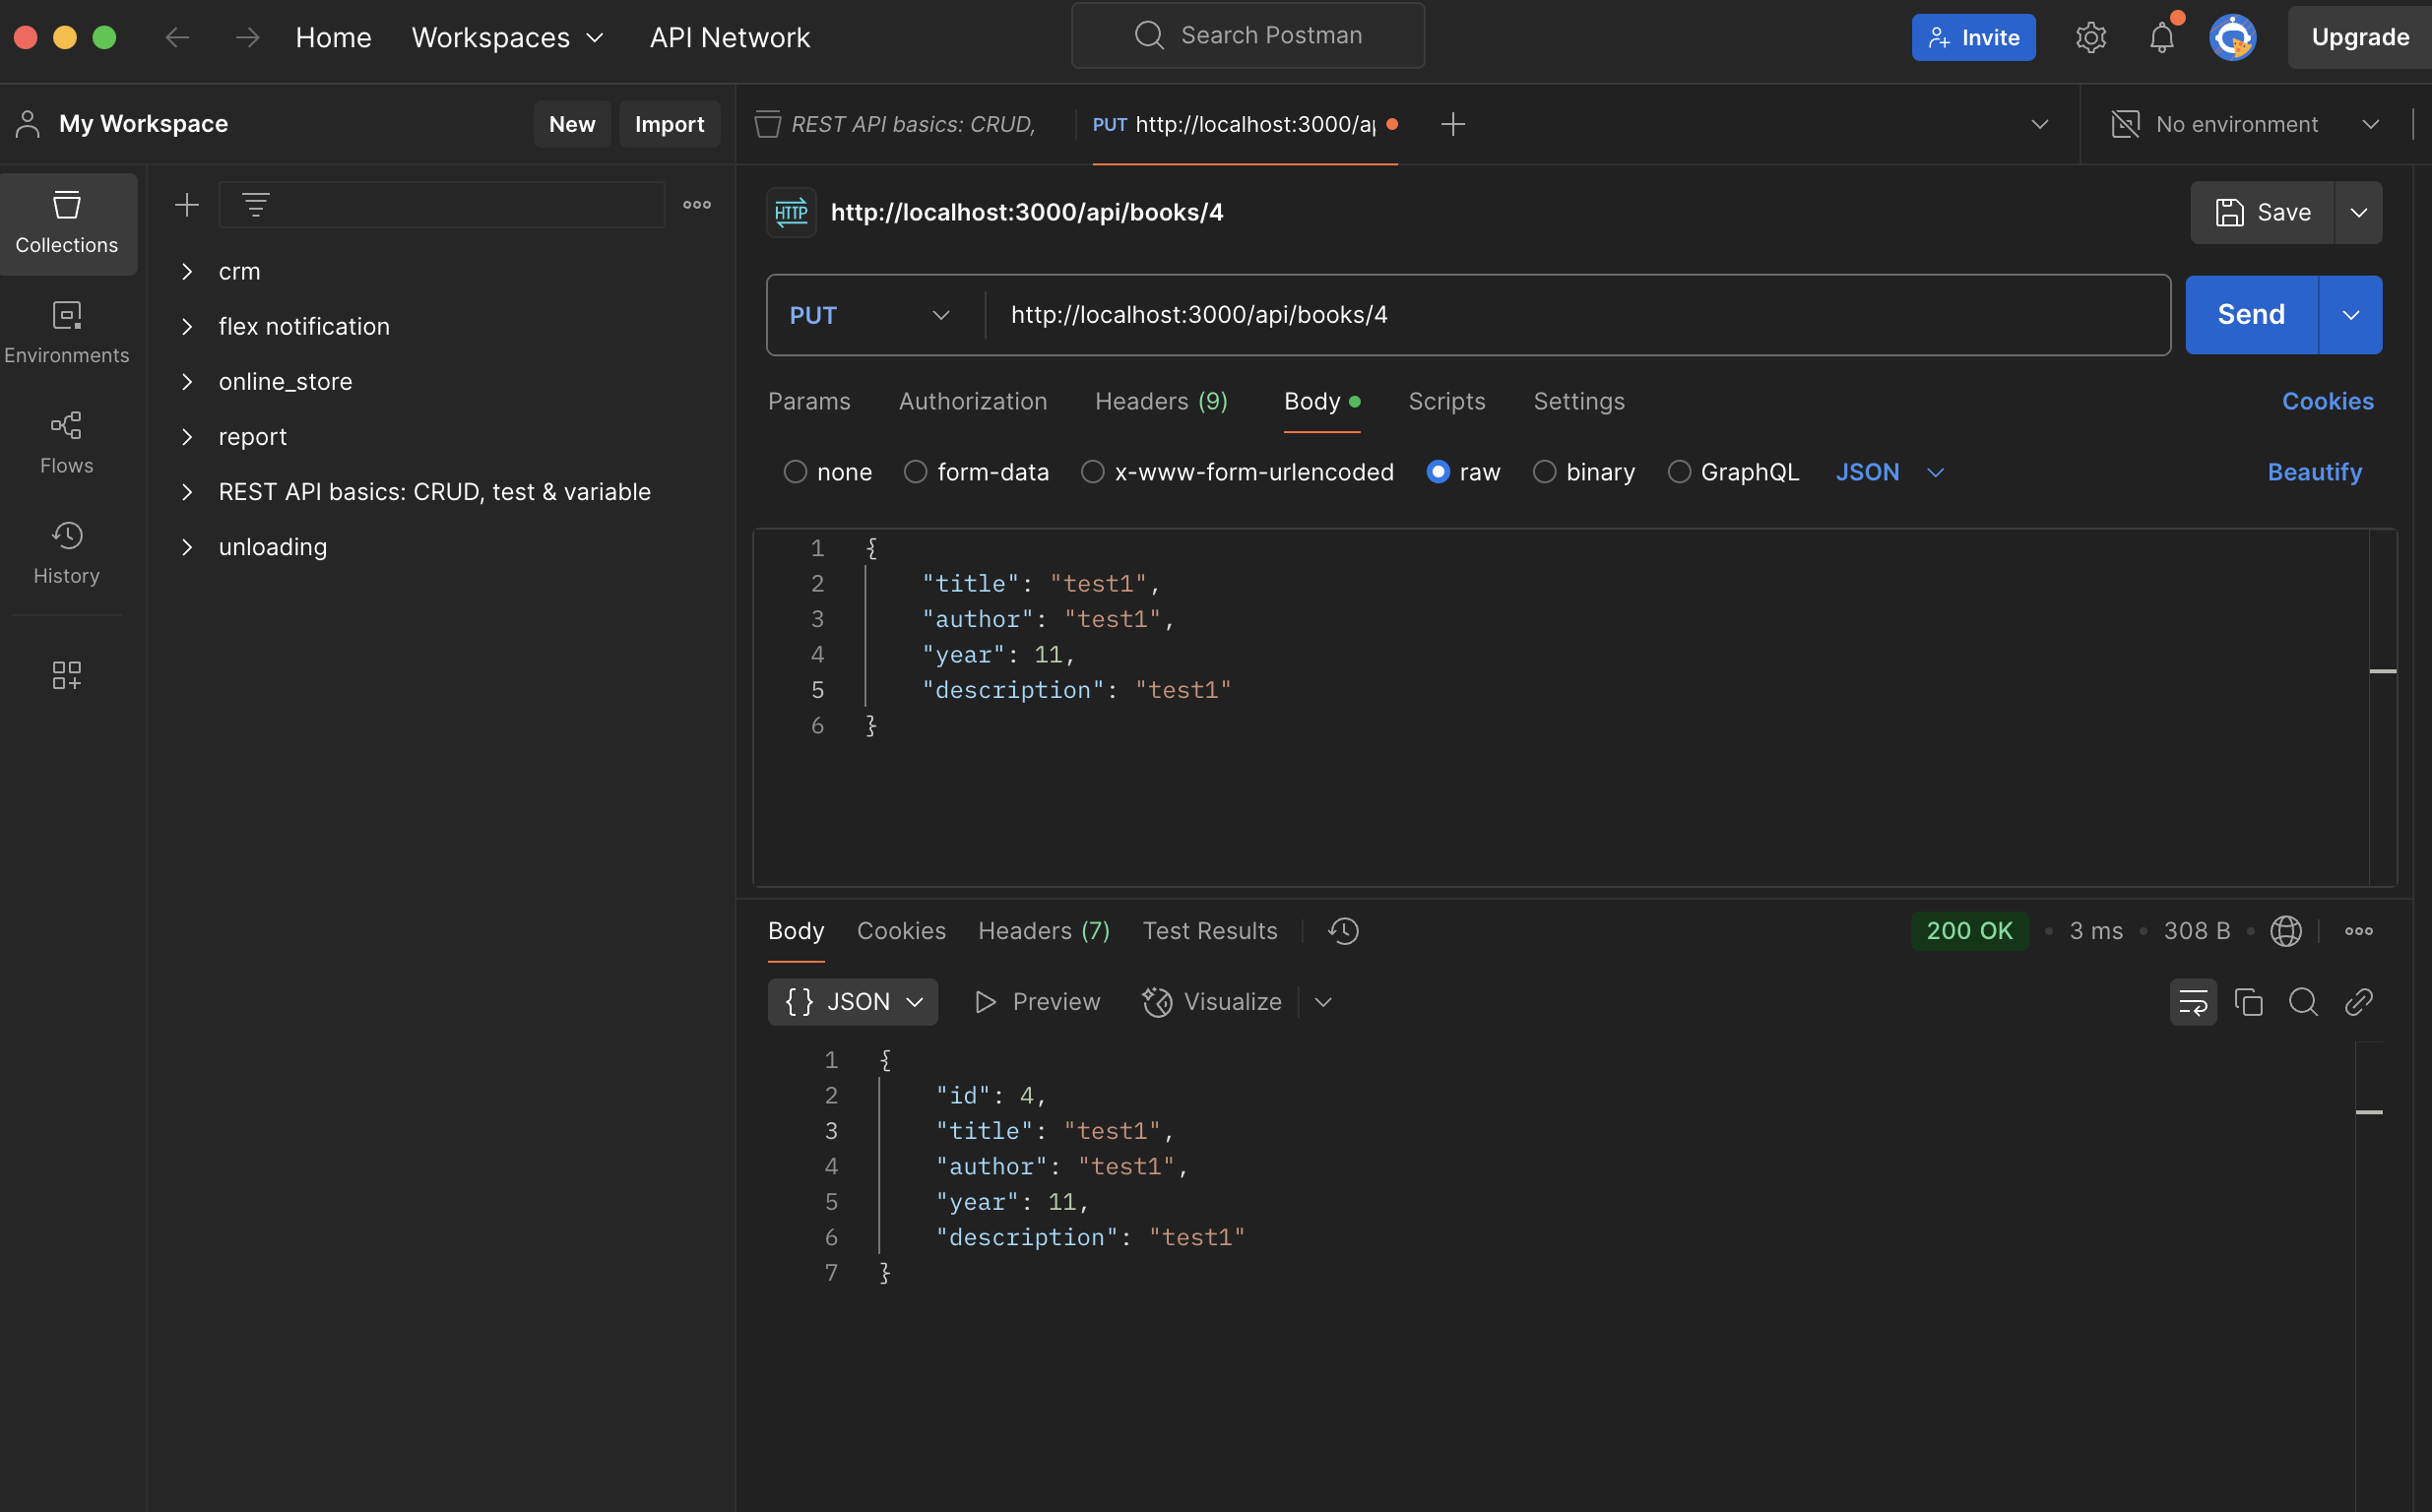 Home Workspaces API Network Search Postman Invite Upgrade
My Workspace New Import REST API basics: CRUD, PUT http://localhost:3000/a No environment
Collections
Environments
Flows
History
crm
flex notification
online_store
report
REST API basics: CRUD, test & variable
unloading
HTTP http://localhost:3000/api/books/4 Save
PUT http://localhost:3000/api/books/4 Send
Params Authorization Headers (9) Body Scripts Settings Cookies
none form-data x-www-form-urlencoded raw binary GraphQL JSON Beautify
1 {
2 "title": "test1",
3 "author": "test1",
4 "year": 11,
5 "description": "test1"
6 }
Body Cookies Headers (7) Test Results 200 OK • 3 ms • 308 B •
{} JSON Preview Visualize
1 {
2 "id": 4,
3 "title": "test1",
4 "author": "test1",
5 "year": 11,
6 "description": "test1"
7 }